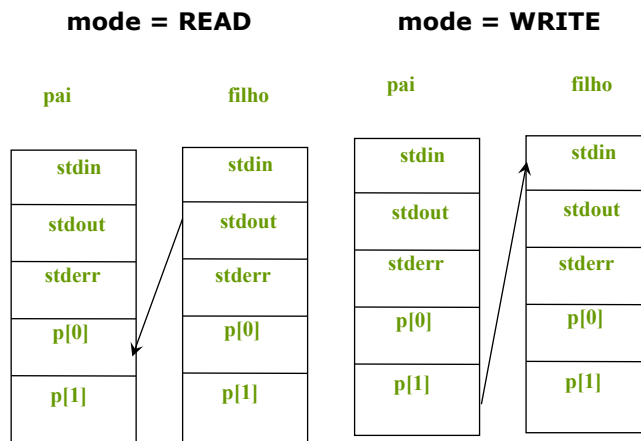 mode = READ
pai
filho
stdin
stdout
stderr
p[0]
p[1]
stdin
stdout
stderr
p[0]
p[1]
mode = WRITE
pai
filho
stdin
stdout
stderr
p[0]
p[1]
stdin
stdout
stderr
p[0]
p[1]